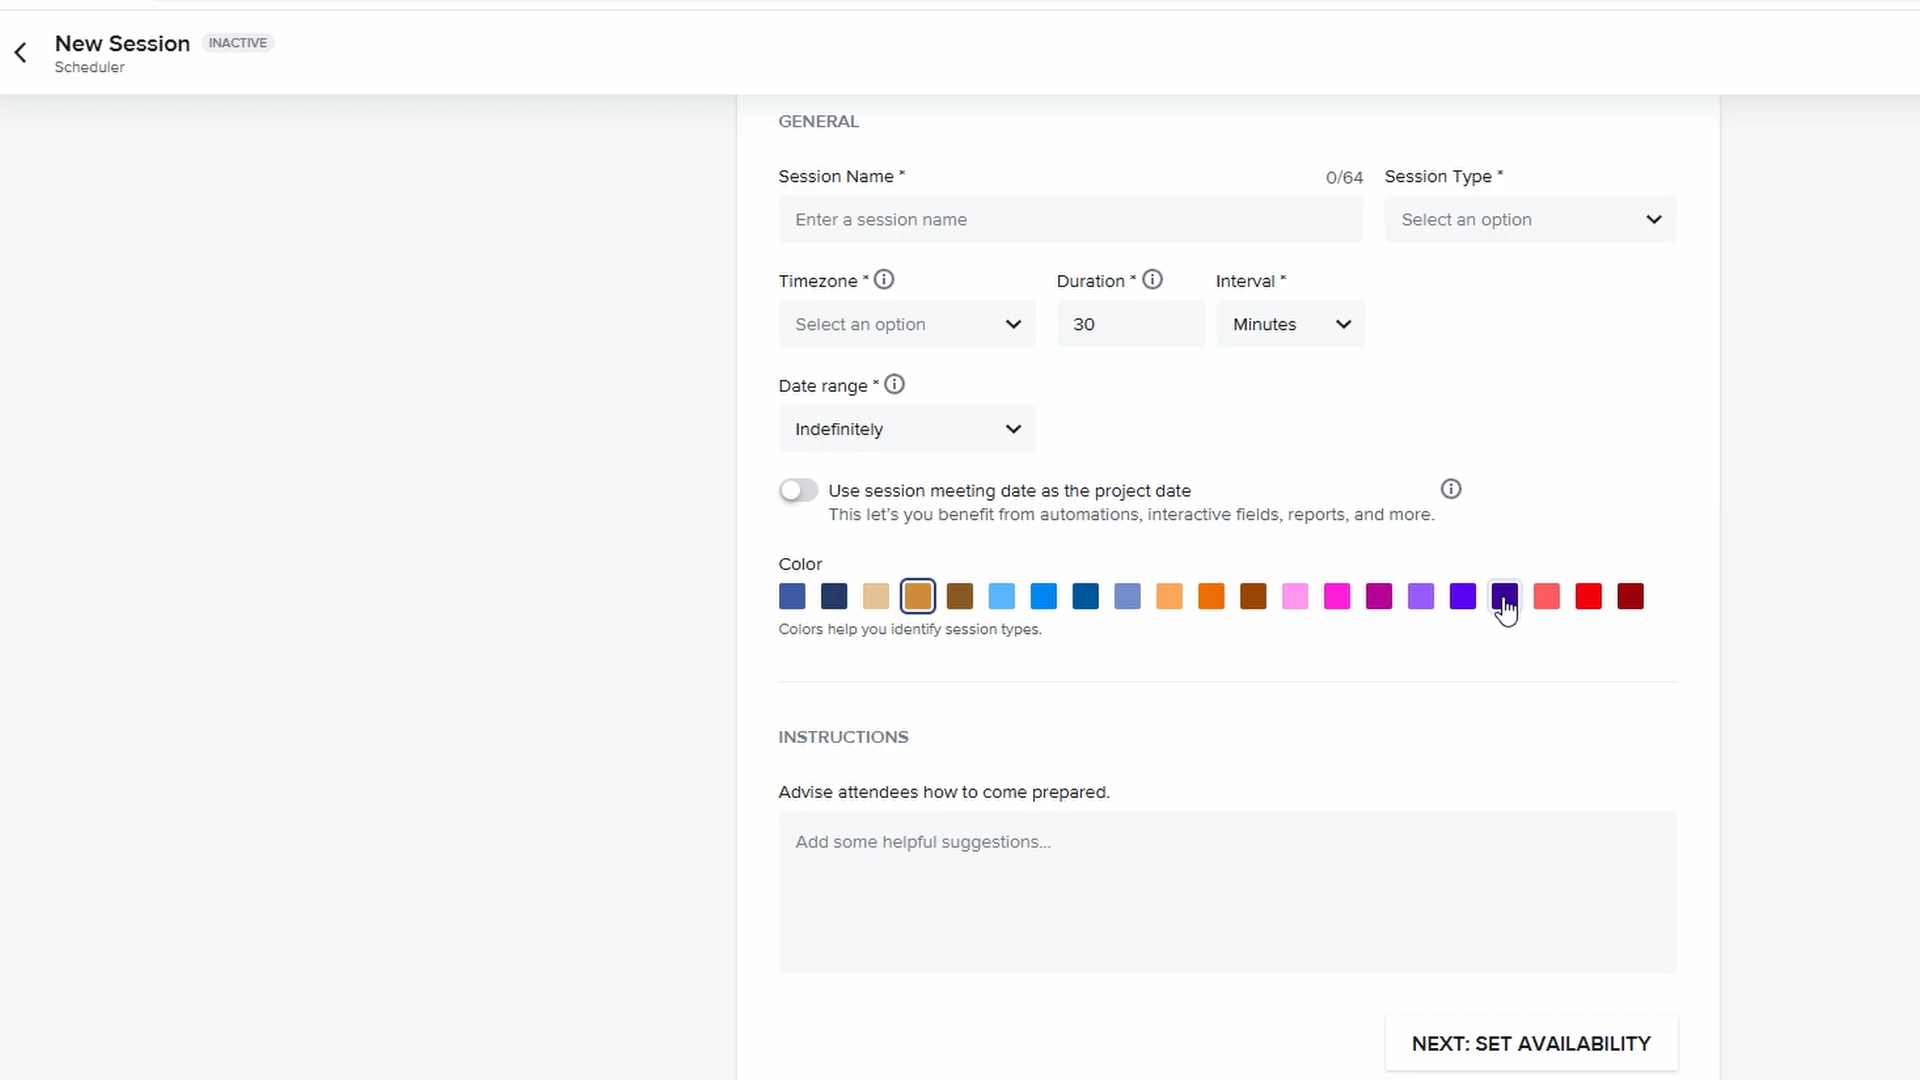 New Session INACTIVE
Scheduler
GENERAL
Session Name * 0/64 Session Type *
Enter a session name Select an option
Timezone * Duration * Interval *
Select an option 30 Minutes
Date range *
Indefinitely
Use session meeting date as the project date
This let's you benefit from automations, interactive fields, reports, and more.
Color
Colors help you identify session types.
INSTRUCTIONS
Advise attendees how to come prepared.
Add some helpful suggestions...
NEXT: SET AVAILABILITY